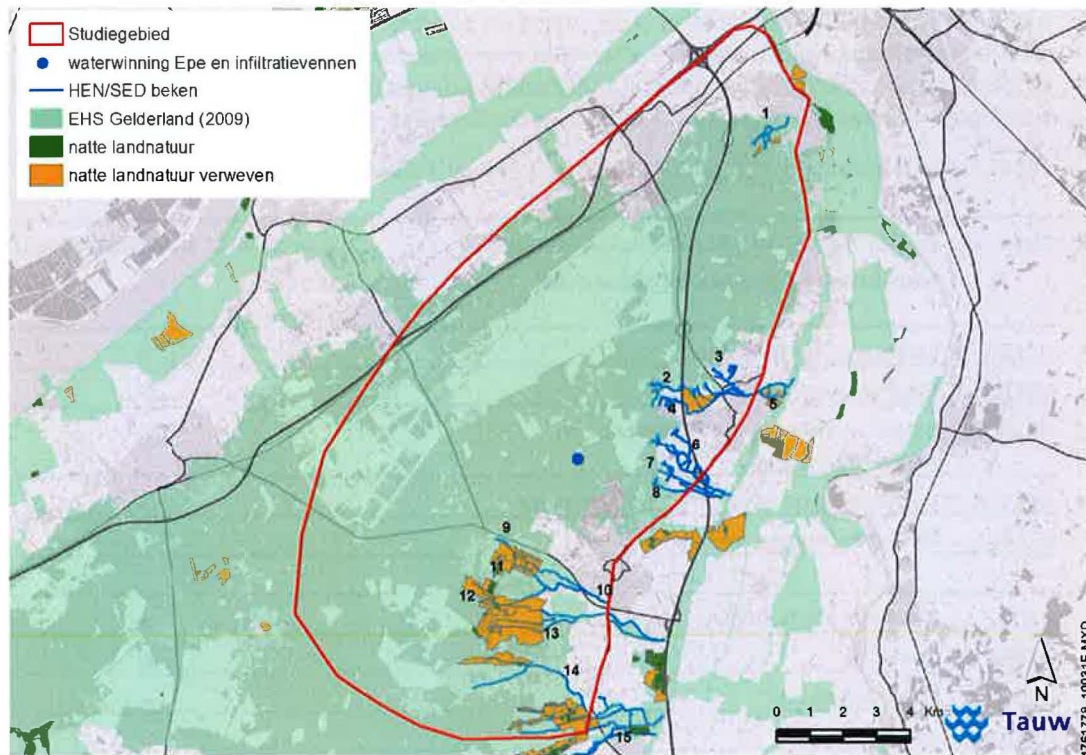 Studiegebied
waterwinning Epe en infiltratievennen
HEN/SED beken
EHS Gelderland (2009)
natte landnatuur
natte landnatuur verweven
1
3
2
4
5
6
7
8
9
11
10
12
13
14
15
0 1 2 3 4 Km
N
Tauw